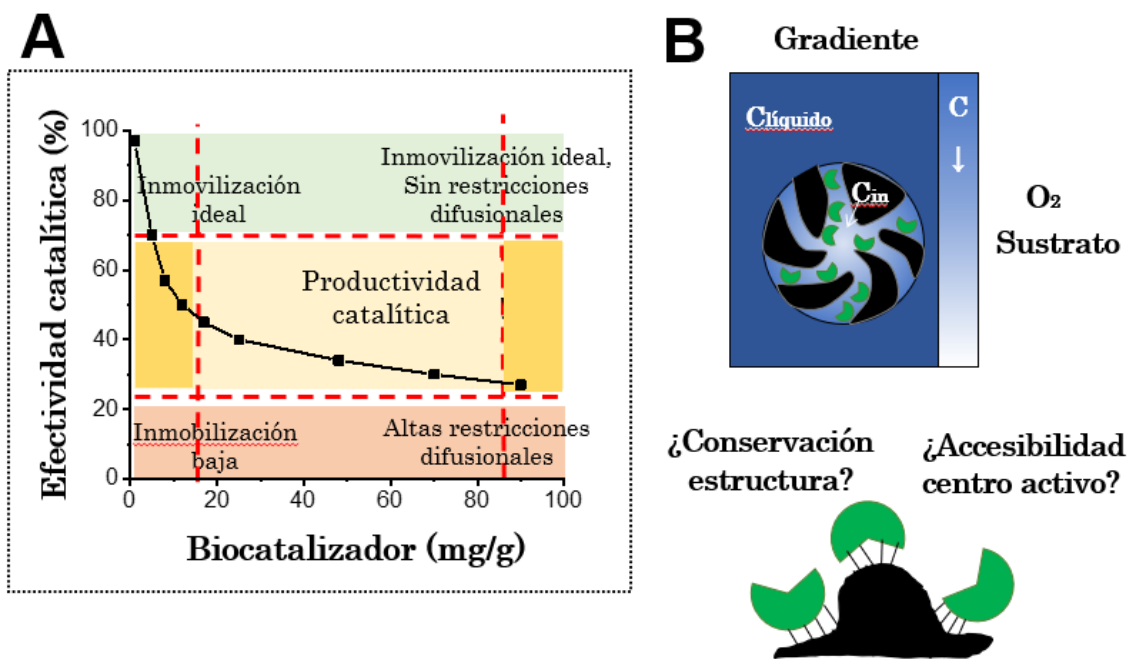 A
Efectividad catalítica (%)
100
80
60
40
20
0
Inmovilización
ideal
Inmovilización ideal,
Sin restricciones
difusionales
Productividad
catalítica
Inmobilización
baja
Altas restricciones
difusionales
0 20 40 60 80 100
Biocatalizador (mg/g)
B
Gradiente
Clíquido
C
Cin
O₂
Sustrato
¿Conservación
estructura?
¿Accesibilidad
centro activo?